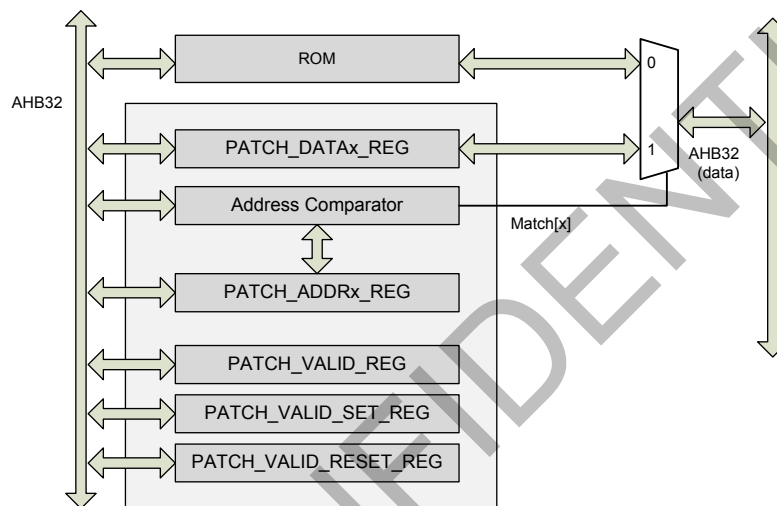 ROM
0
AHB32
PATCH_DATAx_REG
1
AHB32
(data)
Address Comparator
Match[x]
PATCH_ADDRx_REG
PATCH_VALID_REG
PATCH_VALID_SET_REG
PATCH_VALID_RESET_REG